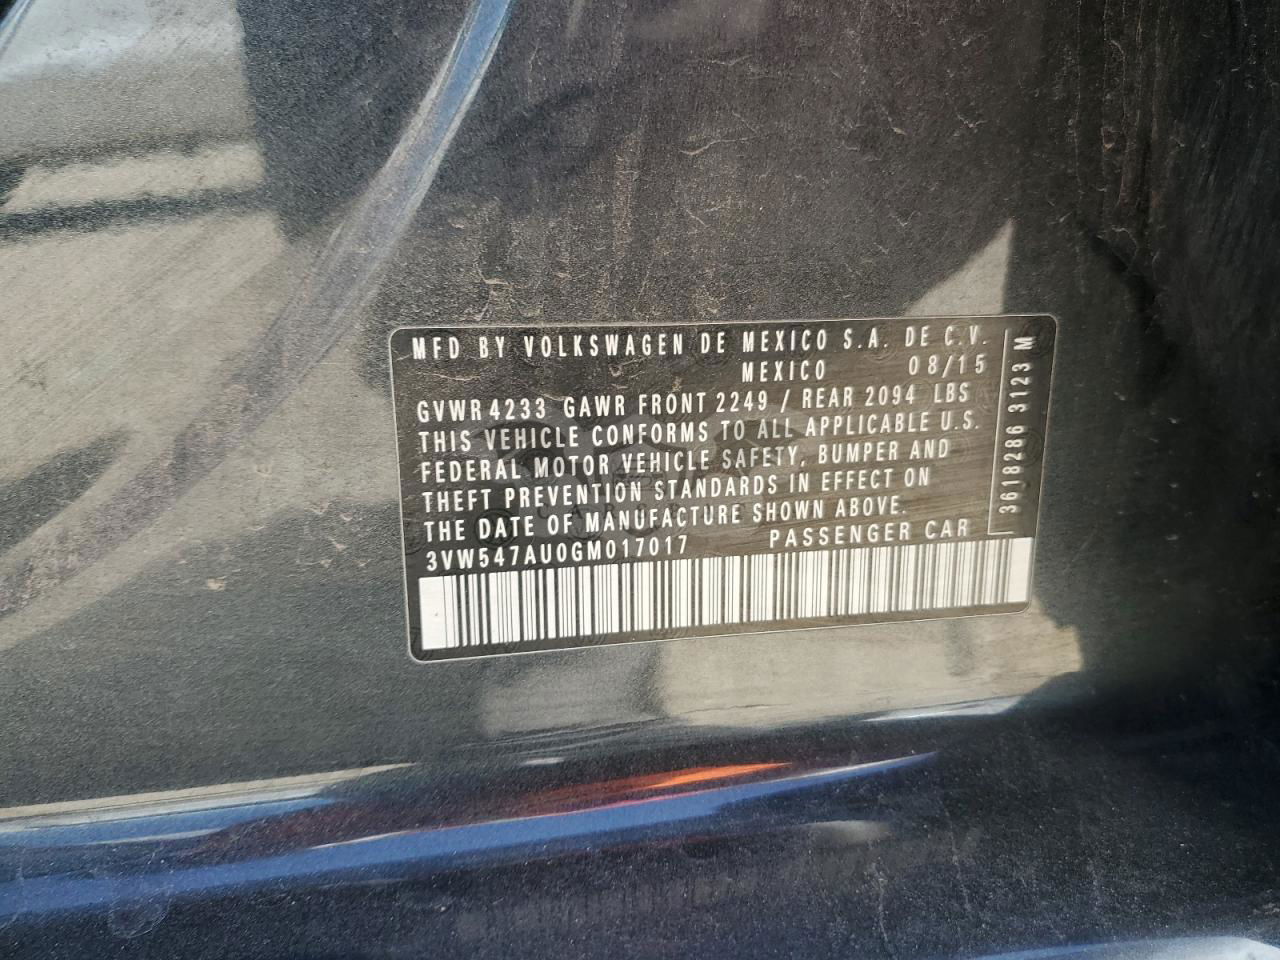 MFD BY VOLKSWAGEN DE MEXICO S.A. DE C.V.
MEXICO 08/15
GVWR 4233 GAWR FRONT 2249 / REAR 2094 LBS
THIS VEHICLE CONFORMS TO ALL APPLICABLE U.S.
FEDERAL MOTOR VEHICLE SAFETY, BUMPER AND
THEFT PREVENTION STANDARDS IN EFFECT ON
THE DATE OF MANUFACTURE SHOWN ABOVE.
3VW547AU0GM017017 PASSENGER CAR
3618286 3123 M